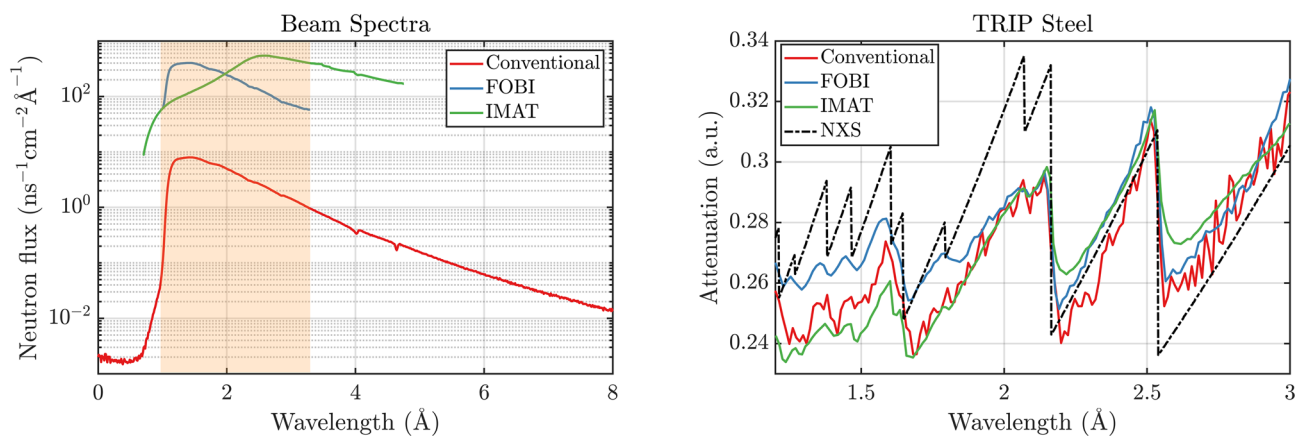 Beam Spectra
Neutron flux (ns⁻¹cm⁻²Å⁻¹)
10²
10⁰
10⁻²
Conventional
FOBI
IMAT
0 2 4 6 8
Wavelength (Å)
TRIP Steel
Attenuation (a.u.)
0.34
0.32
0.3
0.28
0.26
0.24
Conventional
FOBI
IMAT
NXS
1.5 2 2.5 3
Wavelength (Å)